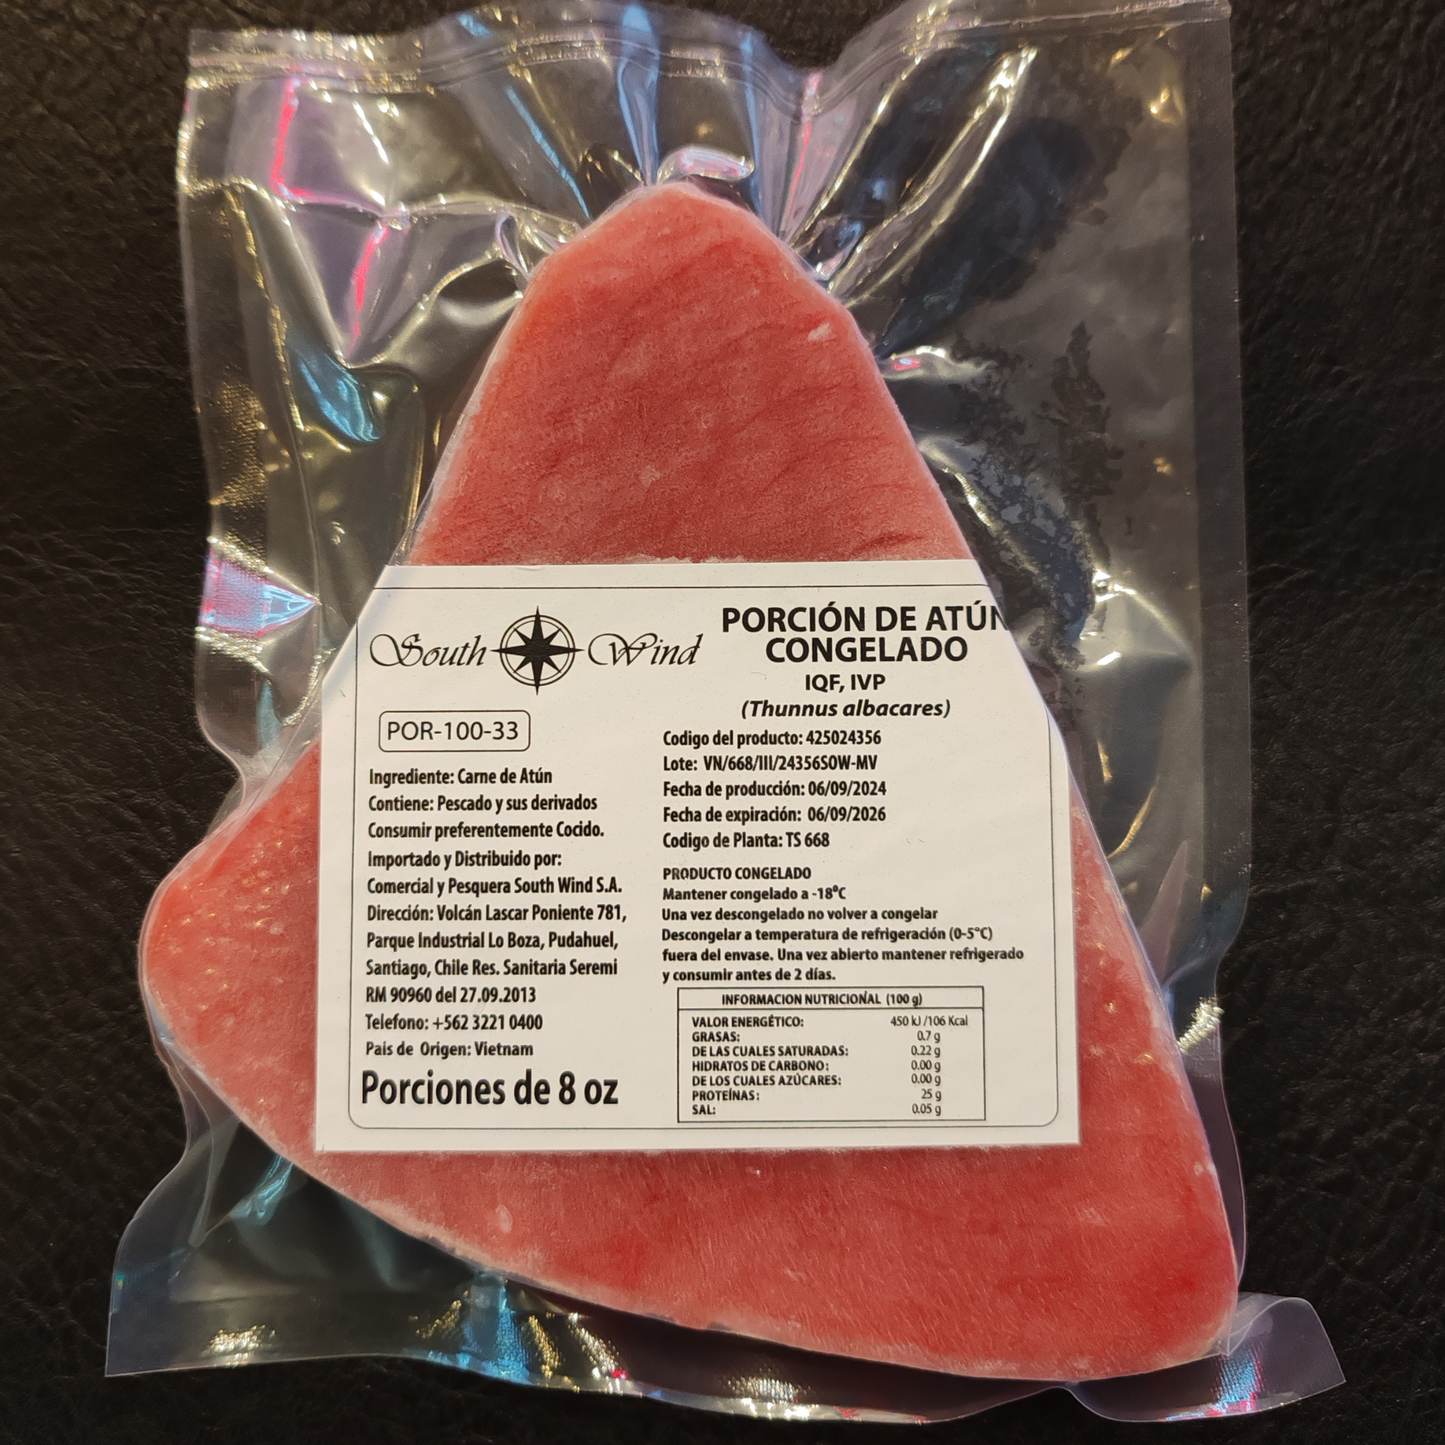 South Wind
PORCIÓN DE ATÚN
CONGELADO
IQF, IVP
(Thunnus albacares)
POR-100-33
Ingrediente: Carne de Atún
Contiene: Pescado y sus derivados
Consumir preferentemente Cocido.
Importado y Distribuido por:
Comercial y Pesquera South Wind S.A.
Dirección: Volcán Lascar Poniente 781,
Parque Industrial Lo Boza, Pudahuel,
Santiago, Chile Res. Sanitaria Seremi
RM 90960 del 27.09.2013
Telefono: +562 3221 0400
Pais de Origen: Vietnam
Porciones de 8 oz
Codigo del producto: 425024356
Lote: VN/668/III/24356SOW-MV
Fecha de producción: 06/09/2024
Fecha de expiración: 06/09/2026
Codigo de Planta: TS 668
PRODUCTO CONGELADO
Mantener congelado a -18°C
Una vez descongelado no volver a congelar
Descongelar a temperatura de refrigeración (0-5°C)
fuera del envase. Una vez abierto mantener refrigerado
y consumir antes de 2 días.
INFORMACION NUTRICIONAL (100 g)
VALOR ENERGÉTICO: 450 kJ /106 Kcal
GRASAS: 0.7 g
DE LAS CUALES SATURADAS: 0.22 g
HIDRATOS DE CARBONO: 0.00 g
DE LOS CUALES AZÚCARES: 0.00 g
PROTEÍNAS: 25 g
SAL: 0.05 g